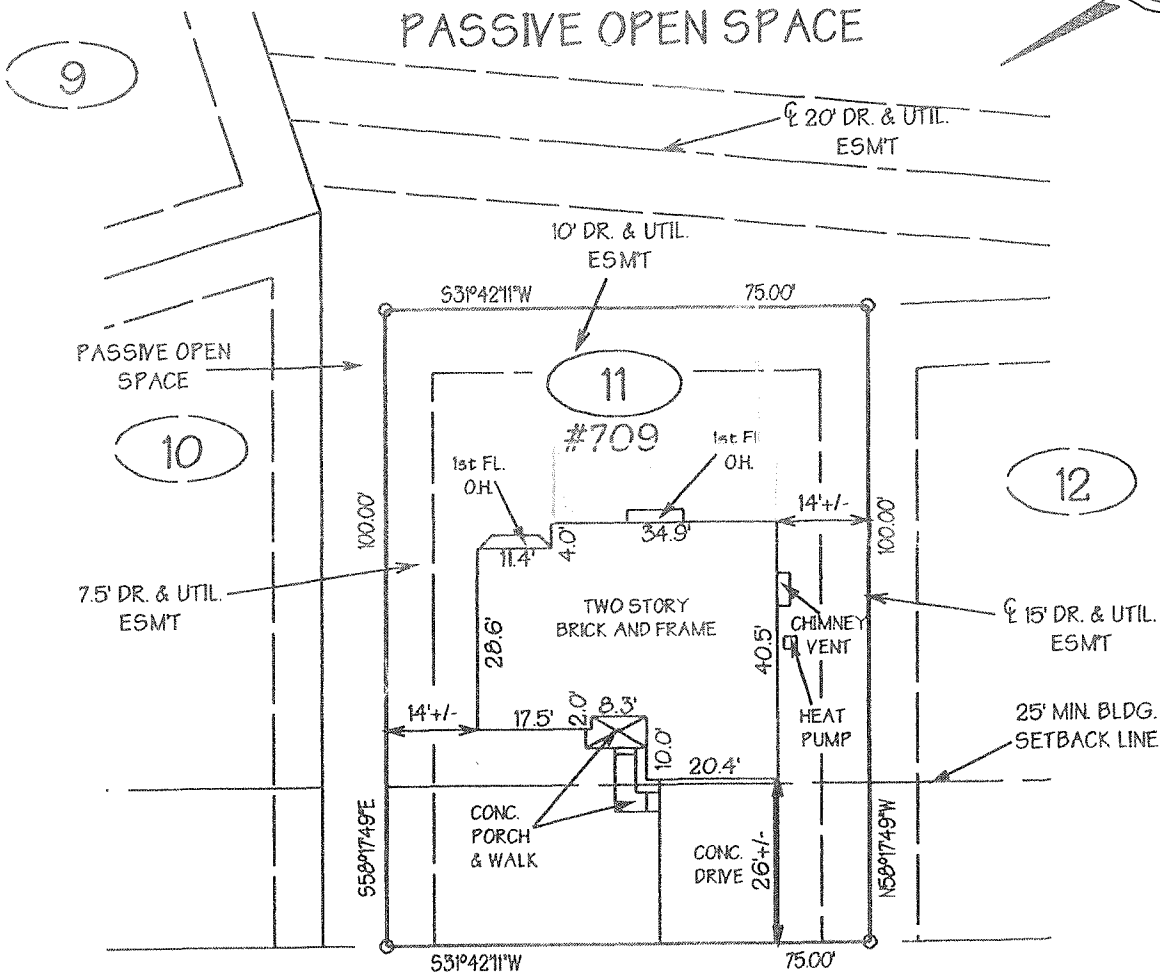 PASSIVE OPEN SPACE
9
℄ 20' DR. & UTIL.
ESM'T
10' DR. & UTIL.
ESM'T
S31°42'11"W
75.00'
PASSIVE OPEN
SPACE
11
#709
10
1st FL.
O.H.
1st Fl
O.H.
12
14'+/-
100.00'
100.00'
11.4'
4.0'
34.9'
7.5' DR. & UTIL.
ESM'T
TWO STORY
BRICK AND FRAME
CHIMNEY
VENT
℄ 15' DR. & UTIL.
ESM'T
28.6'
40.5'
14'+/-
17.5'
2.0'
8.3'
HEAT
PUMP
25' MIN. BLDG.
SETBACK LINE
10.0'
20.4'
CONC.
PORCH
& WALK
CONC.
DRIVE
26'+/-
S58°17'49"E
N58°17'49"W
S31°42'11"W
75.00'